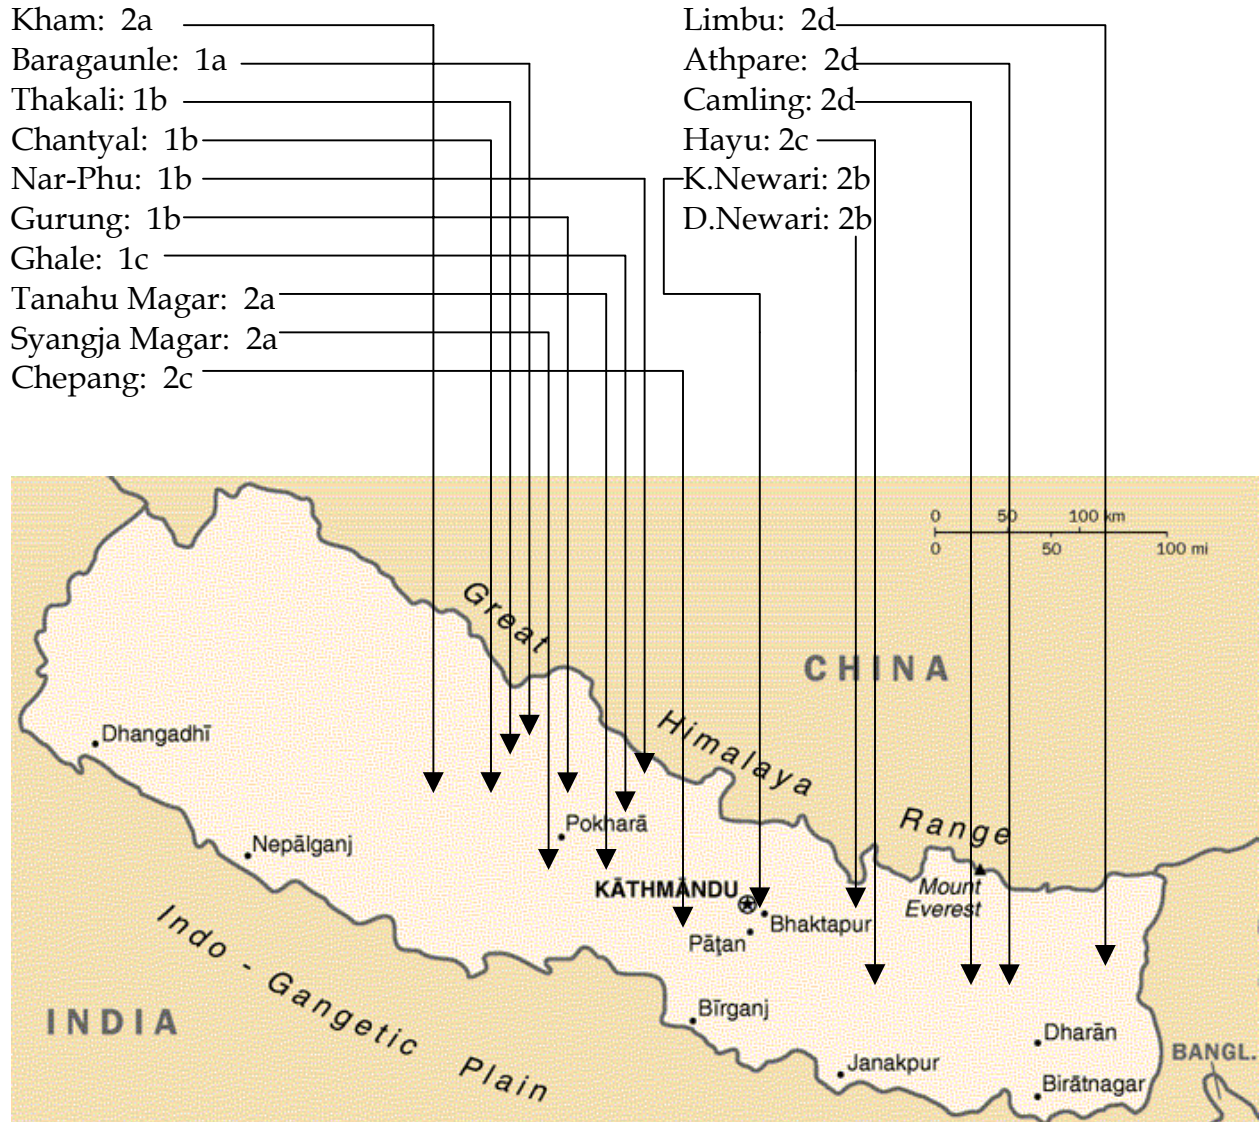 Kham: 2a
Baragaunle: 1a
Thakali: 1b
Chantyal: 1b
Nar-Phu: 1b
Gurung: 1b
Ghale: 1c
Tanahu Magar: 2a
Syangja Magar: 2a
Chepang: 2c
Limbu: 2d
Athpare: 2d
Camling: 2d
Hayu: 2c
K.Newari: 2b
D.Newari: 2b
0 50 100 km
0 50 100 mi
Great
Himalaya
Range
CHINA
Dhangadhī
Nepālganj
Pokharā
KĀTHMĀNDU
Bhaktapur
Pāţan
Mount
Everest
Bīrganj
Janakpur
Dharān
Birātnagar
INDIA
Indo - Gangetic Plain
BANGL.